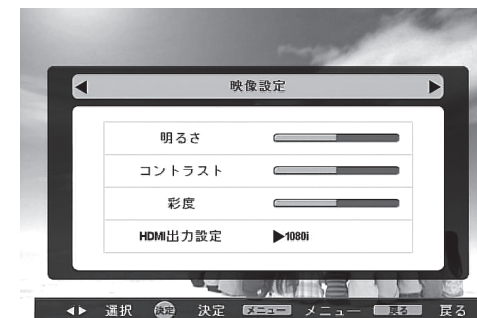 映像設定
明るさ
コントラスト
彩度
HDMI出力設定 ▶1080i
◀▶ 選択 決定 決定 メニュー メニュー 戻る 戻る